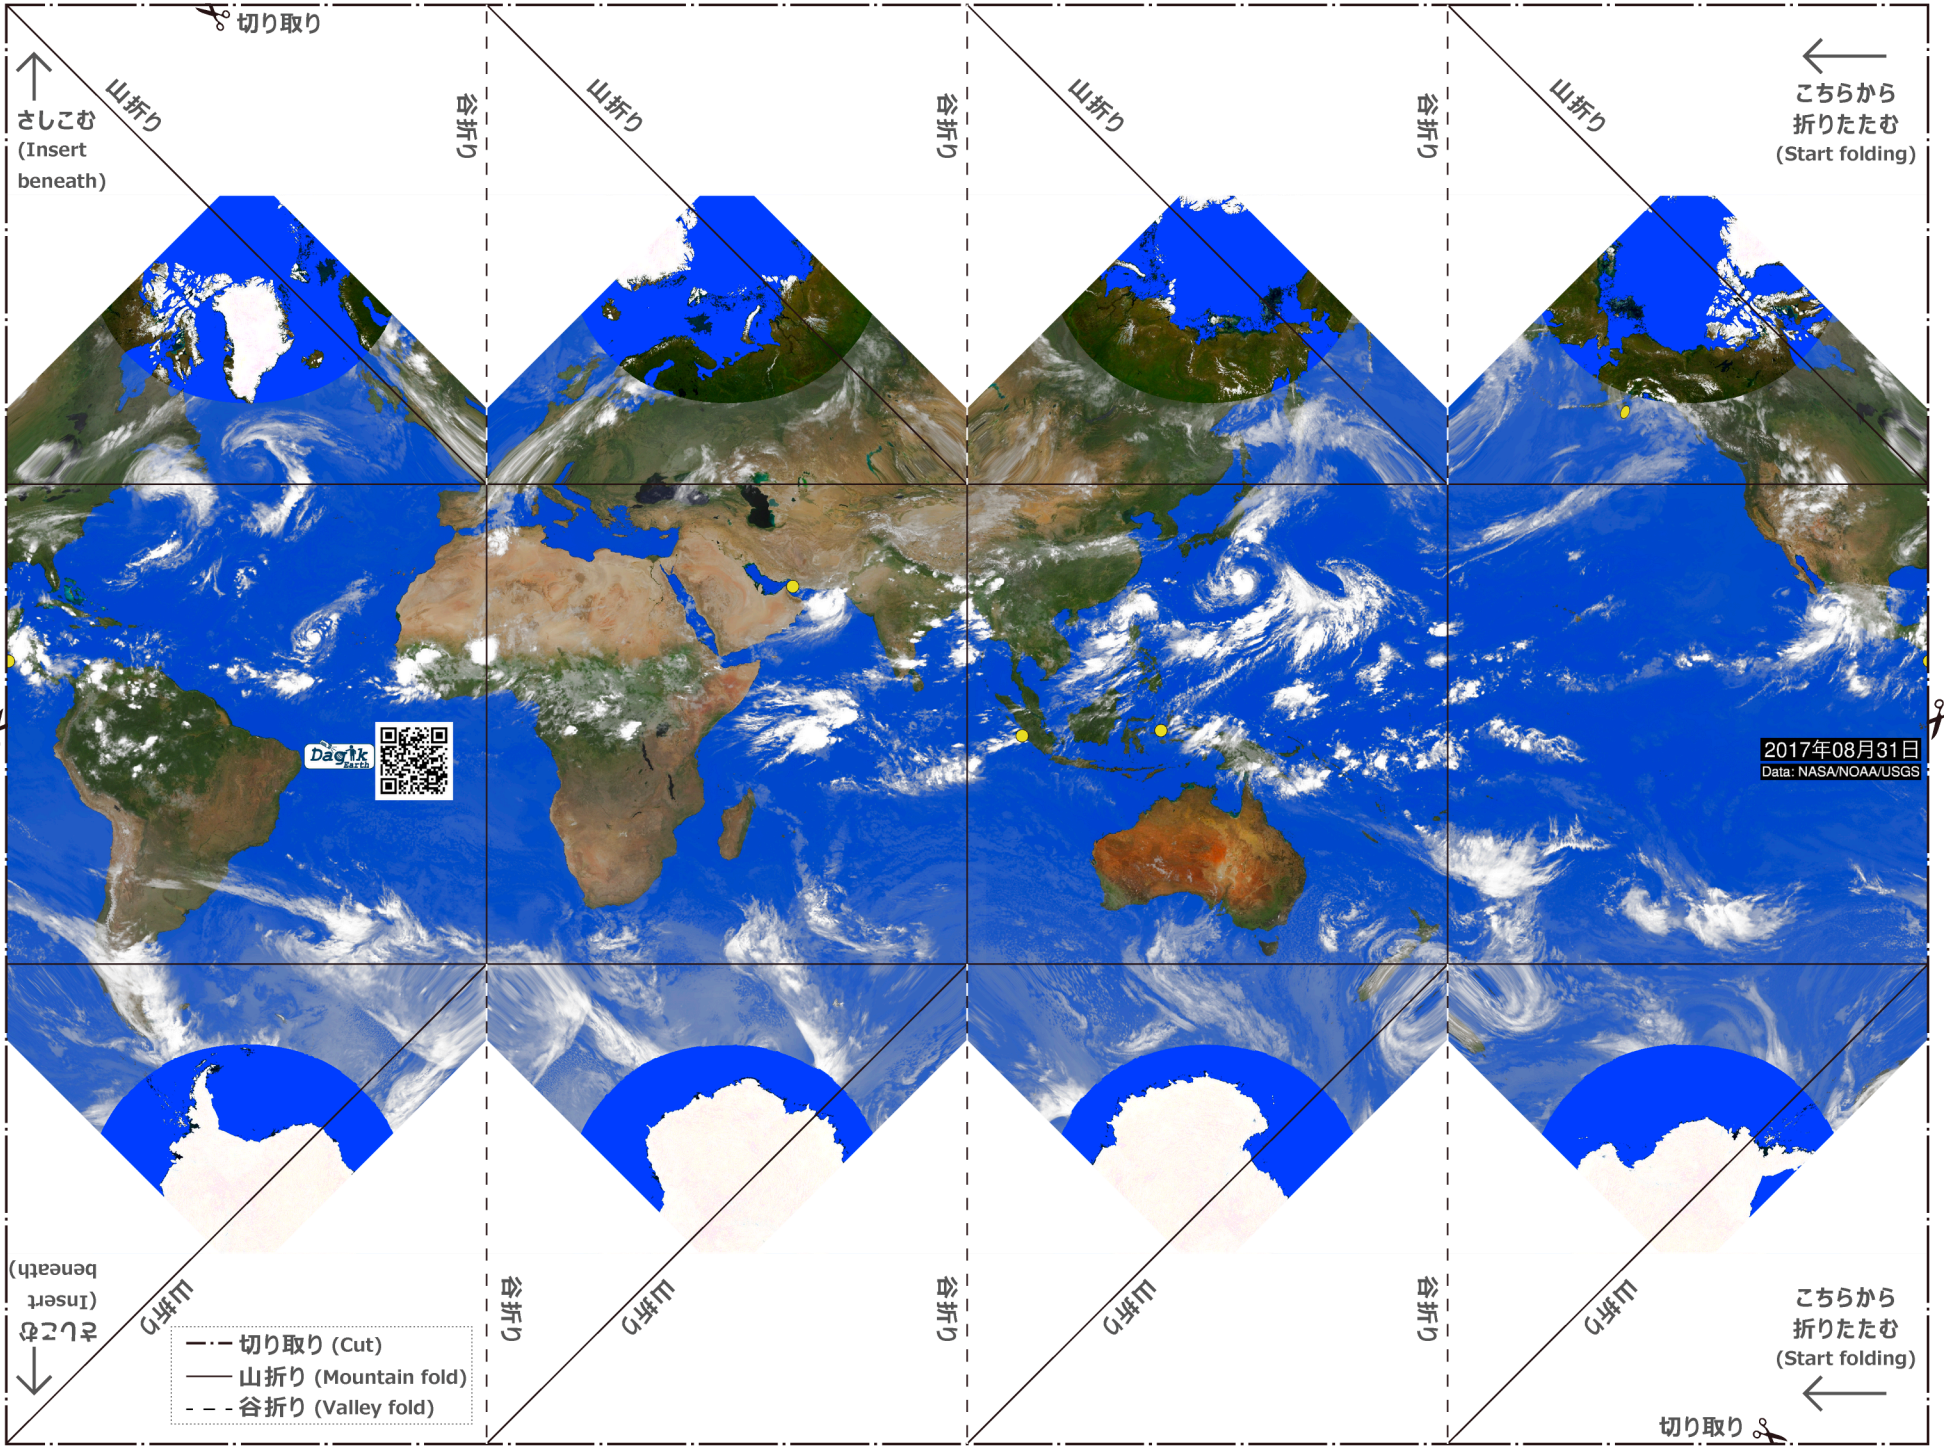 切り取り
山折り
谷折り
山折り
谷折り
山折り
谷折り
山折り
さしこむ
(Insert
beneath)
こちらから
折りたたむ
(Start folding)
Dagik
Earth
2017年08月31日
Data: NASA/NOAA/USGS
さしこむ
(Insert
beneath)
山折り
谷折り
山折り
谷折り
山折り
谷折り
山折り
こちらから
折りたたむ
(Start folding)
切り取り (Cut)
山折り (Mountain fold)
谷折り (Valley fold)
切り取り